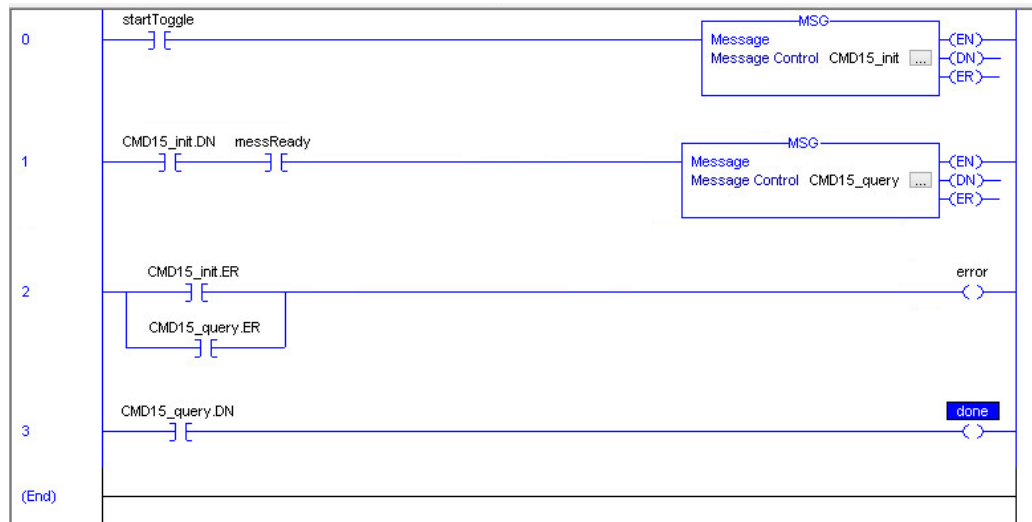 startToggle
0
MSG
Message
Message Control CMD15_init ...
(EN)
(DN)
(ER)
CMD15_init.DN messReady
1
MSG
Message
Message Control CMD15_query ...
(EN)
(DN)
(ER)
CMD15_init.ER
error
2
CMD15_query.ER
CMD15_query.DN
done
3
(End)